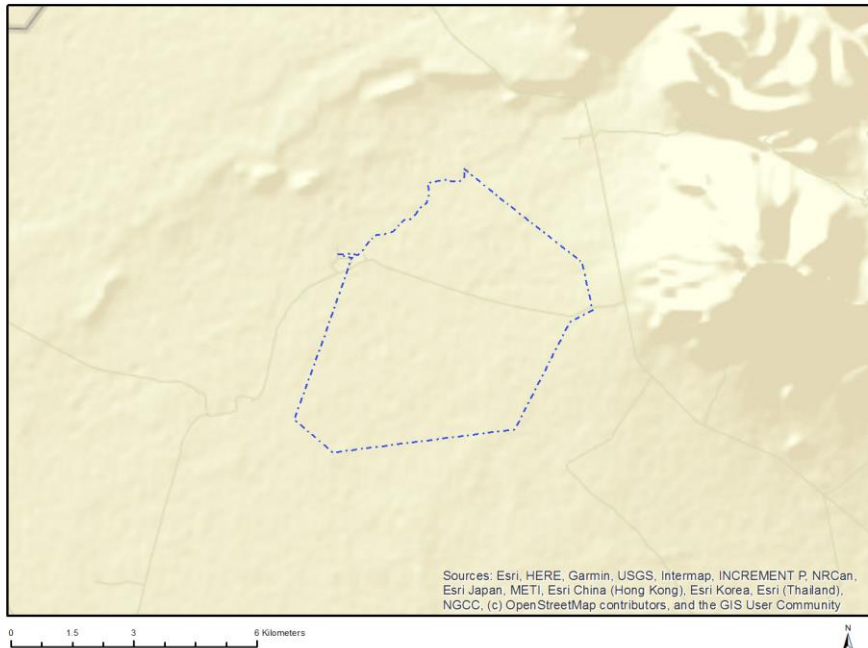 Sources: Esri, HERE, Garmin, USGS, Intermap, INCREMENT P, NRCan,
Esri Japan, METI, Esri China (Hong Kong), Esri Korea, Esri (Thailand),
NGCC, (c) OpenStreetMap contributors, and the GIS User Community
0 1.5 3 6 Kilometers
N